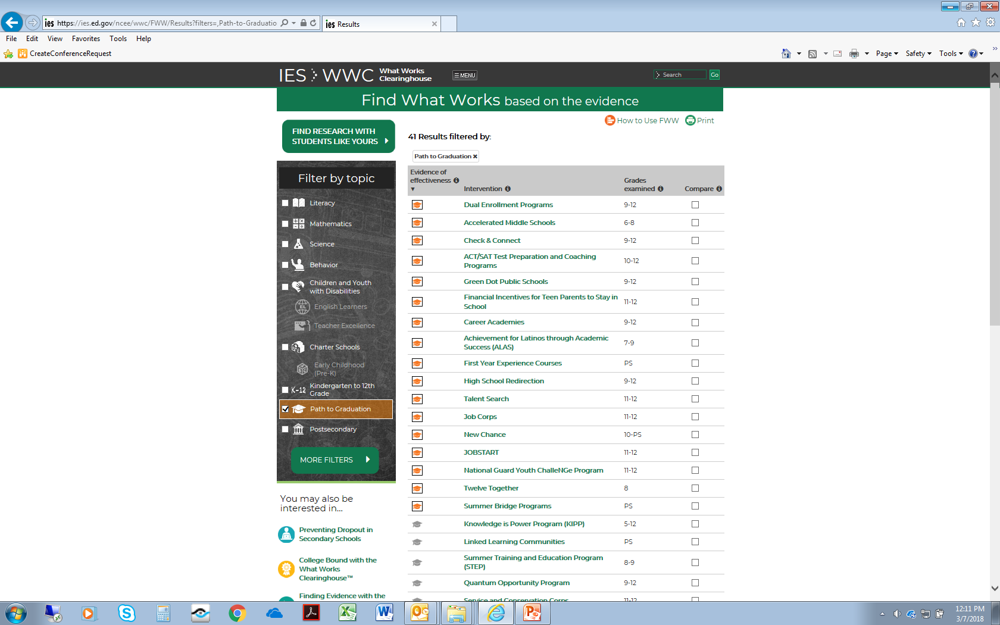 https://ies.ed.gov/ncee/wwc/FWW/Results?filters=,Path-to-Graduatio
ies Results
File Edit View Favorites Tools Help
CreateConferenceRequest
Page Safety Tools
IES WWC What Works Clearinghouse
MENU
Search Go
Find What Works based on the evidence
How to Use FWW Print
FIND RESEARCH WITH
STUDENTS LIKE YOURS
Filter by topic
Literacy
Mathematics
Science
Behavior
Children and Youth
with Disabilities
EL English Learners
Teacher Excellence
Charter Schools
Early Childhood
(Pre-K)
K-12 Kindergarten to 12th
Grade
Path to Graduation
Postsecondary
MORE FILTERS
You may also be
interested in...
Preventing Dropout in
Secondary Schools
College Bound with the
What Works
Clearinghouse™
Finding Evidence with the
41 Results filtered by:
Path to Graduation ✖
Evidence of
effectiveness Intervention Grades
examined Compare
Dual Enrollment Programs 9-12
Accelerated Middle Schools 6-8
Check & Connect 9-12
ACT/SAT Test Preparation and Coaching
Programs 10-12
Green Dot Public Schools 9-12
Financial Incentives for Teen Parents to Stay in
School 11-12
Career Academies 9-12
Achievement for Latinos through Academic
Success (ALAS) 7-9
First Year Experience Courses PS
High School Redirection 9-12
Talent Search 11-12
Job Corps 11-12
New Chance 10-PS
JOBSTART 11-12
National Guard Youth ChalleNGe Program 11-12
Twelve Together 8
Summer Bridge Programs PS
Knowledge is Power Program (KIPP) 5-12
Linked Learning Communities PS
Summer Training and Education Program
(STEP) 8-9
Quantum Opportunity Program 9-12
Service and Conservation Corps 11-12
12:11 PM
3/7/2018